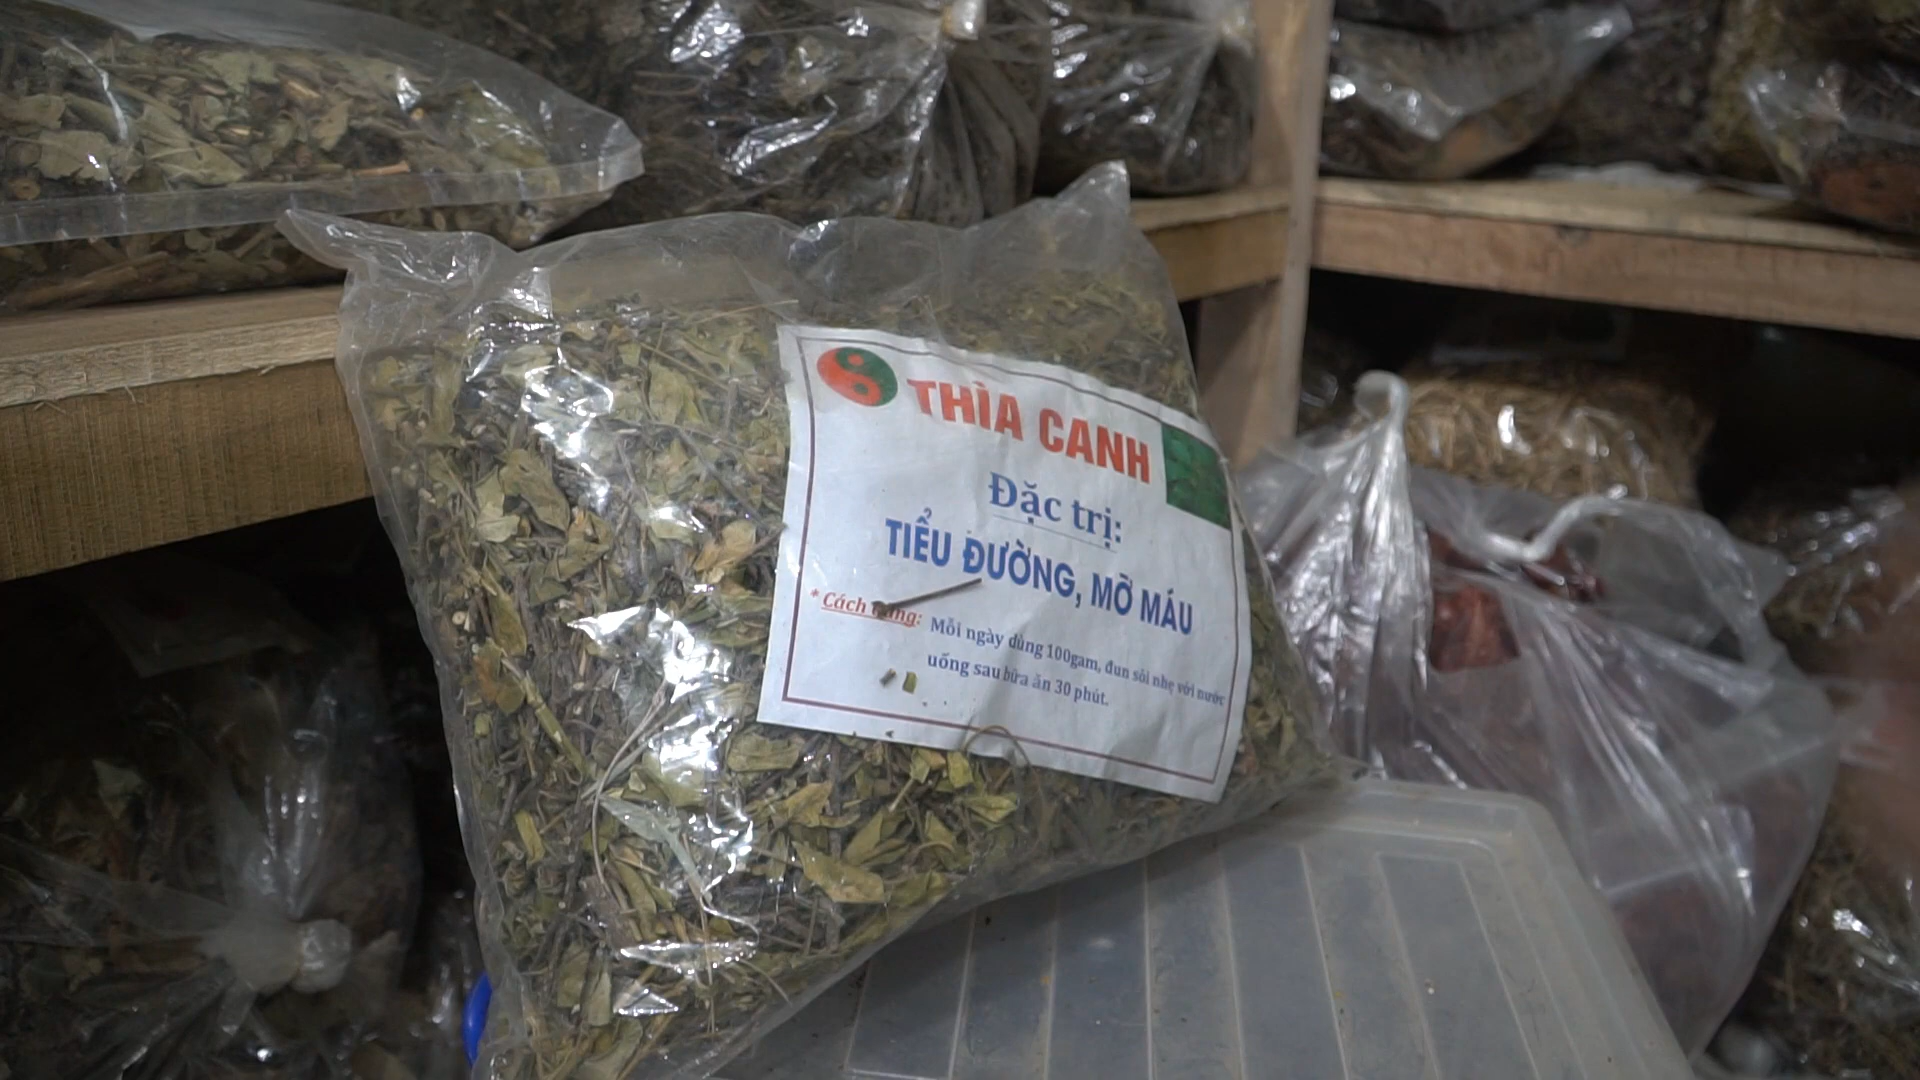 THÌA CANH
Đặc trị:
TIỂU ĐƯỜNG, MỠ MÁU
* Cách dùng: Mỗi ngày dùng 100gam, đun sôi nhẹ với nước
uống sau bữa ăn 30 phút.